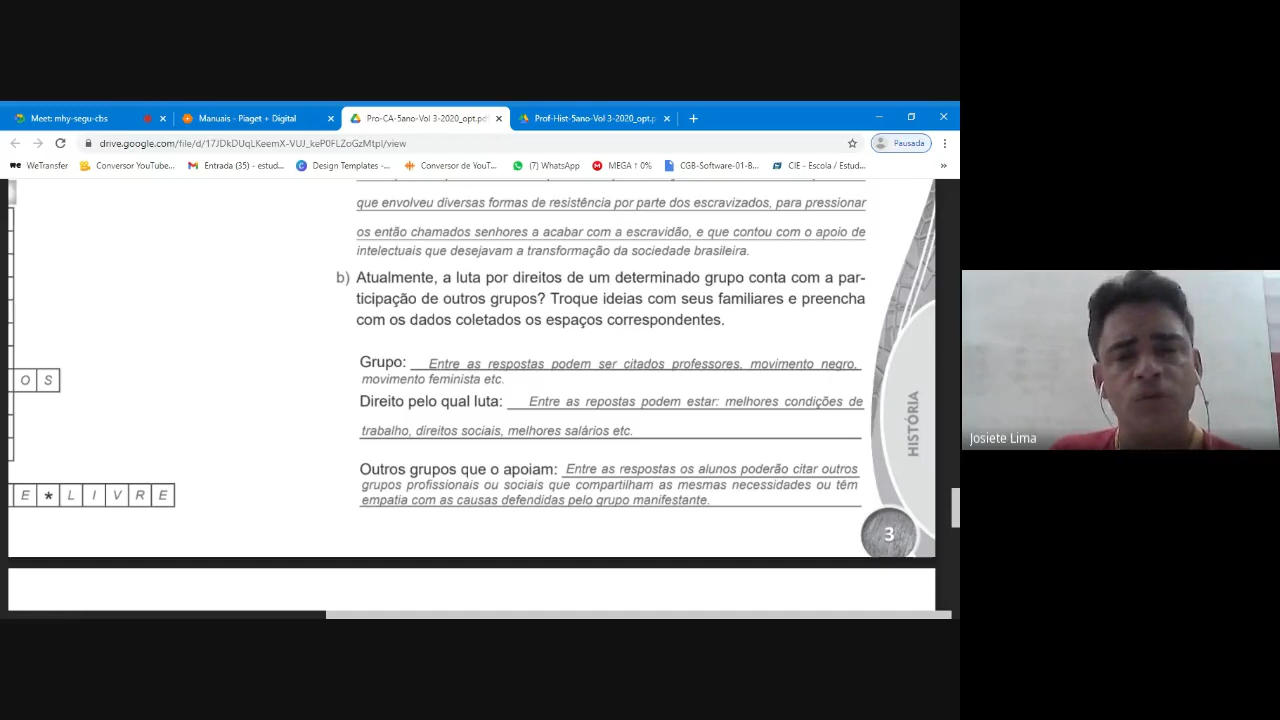 Meet: mhy-segu-cbs
Manuais - Piaget + Digital
Pro-CA-5ano-Vol 3-2020_opt.pdf
Prof-Hist-5ano-Vol 3-2020_opt.p
drive.google.com/file/d/17JDkDUqLKeemX-VUJ_keP0FLZoGzMtpI/view
Pausada
WeTransfer
Conversor YouTube...
Entrada (35) - estud...
Design Templates -...
Conversor de YouT...
(7) WhatsApp
MEGA ↑ 0%
CGB-Software-01-B...
CIE – Escola / Estud...
»
que envolveu diversas formas de resistência por parte dos escravizados, para pressionar
os então chamados senhores a acabar com a escravidão, e que contou com o apoio de
intelectuais que desejavam a transformação da sociedade brasileira.
b) Atualmente, a luta por direitos de um determinado grupo conta com a par-
ticipação de outros grupos? Troque ideias com seus familiares e preencha
com os dados coletados os espaços correspondentes.
Grupo: Entre as respostas podem ser citados professores, movimento negro,
movimento feminista etc.
Direito pelo qual luta: Entre as repostas podem estar: melhores condições de
trabalho, direitos sociais, melhores salários etc.
Outros grupos que o apoiam: Entre as respostas os alunos poderão citar outros
grupos profissionais ou sociais que compartilham as mesmas necessidades ou têm
empatia com as causas defendidas pelo grupo manifestante.
O S
E * L I V R E
HISTÓRIA
3
Josiete Lima